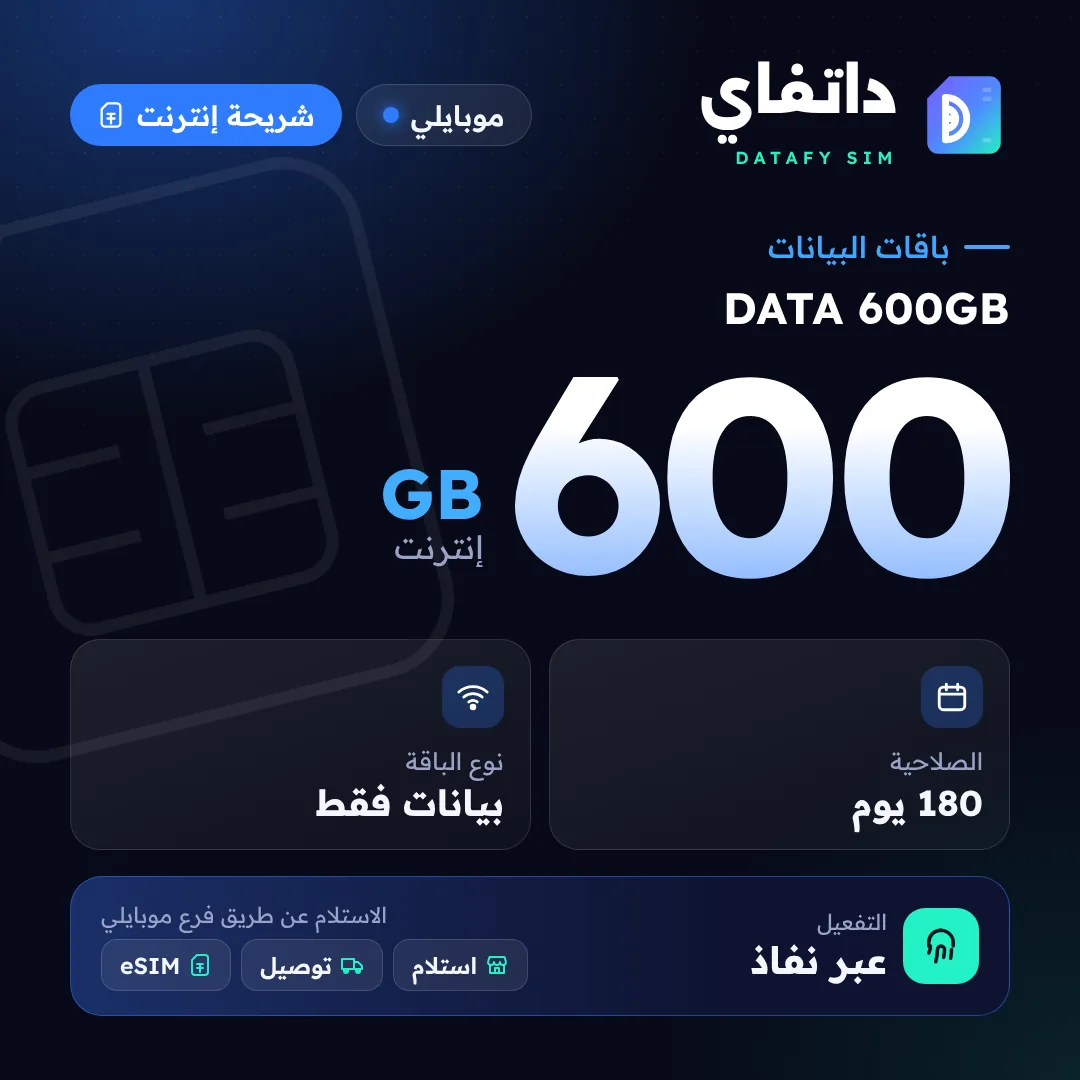 داتفاي
DATAFY SIM
موبايلي
شريحة إنترنت
باقات البيانات
DATA 600GB
600
GB
إنترنت
الصلاحية
180 يوم
نوع الباقة
بيانات فقط
التفعيل
عبر نفاذ
الاستلام عن طريق فرع موبايلي
استلام
توصيل
eSIM